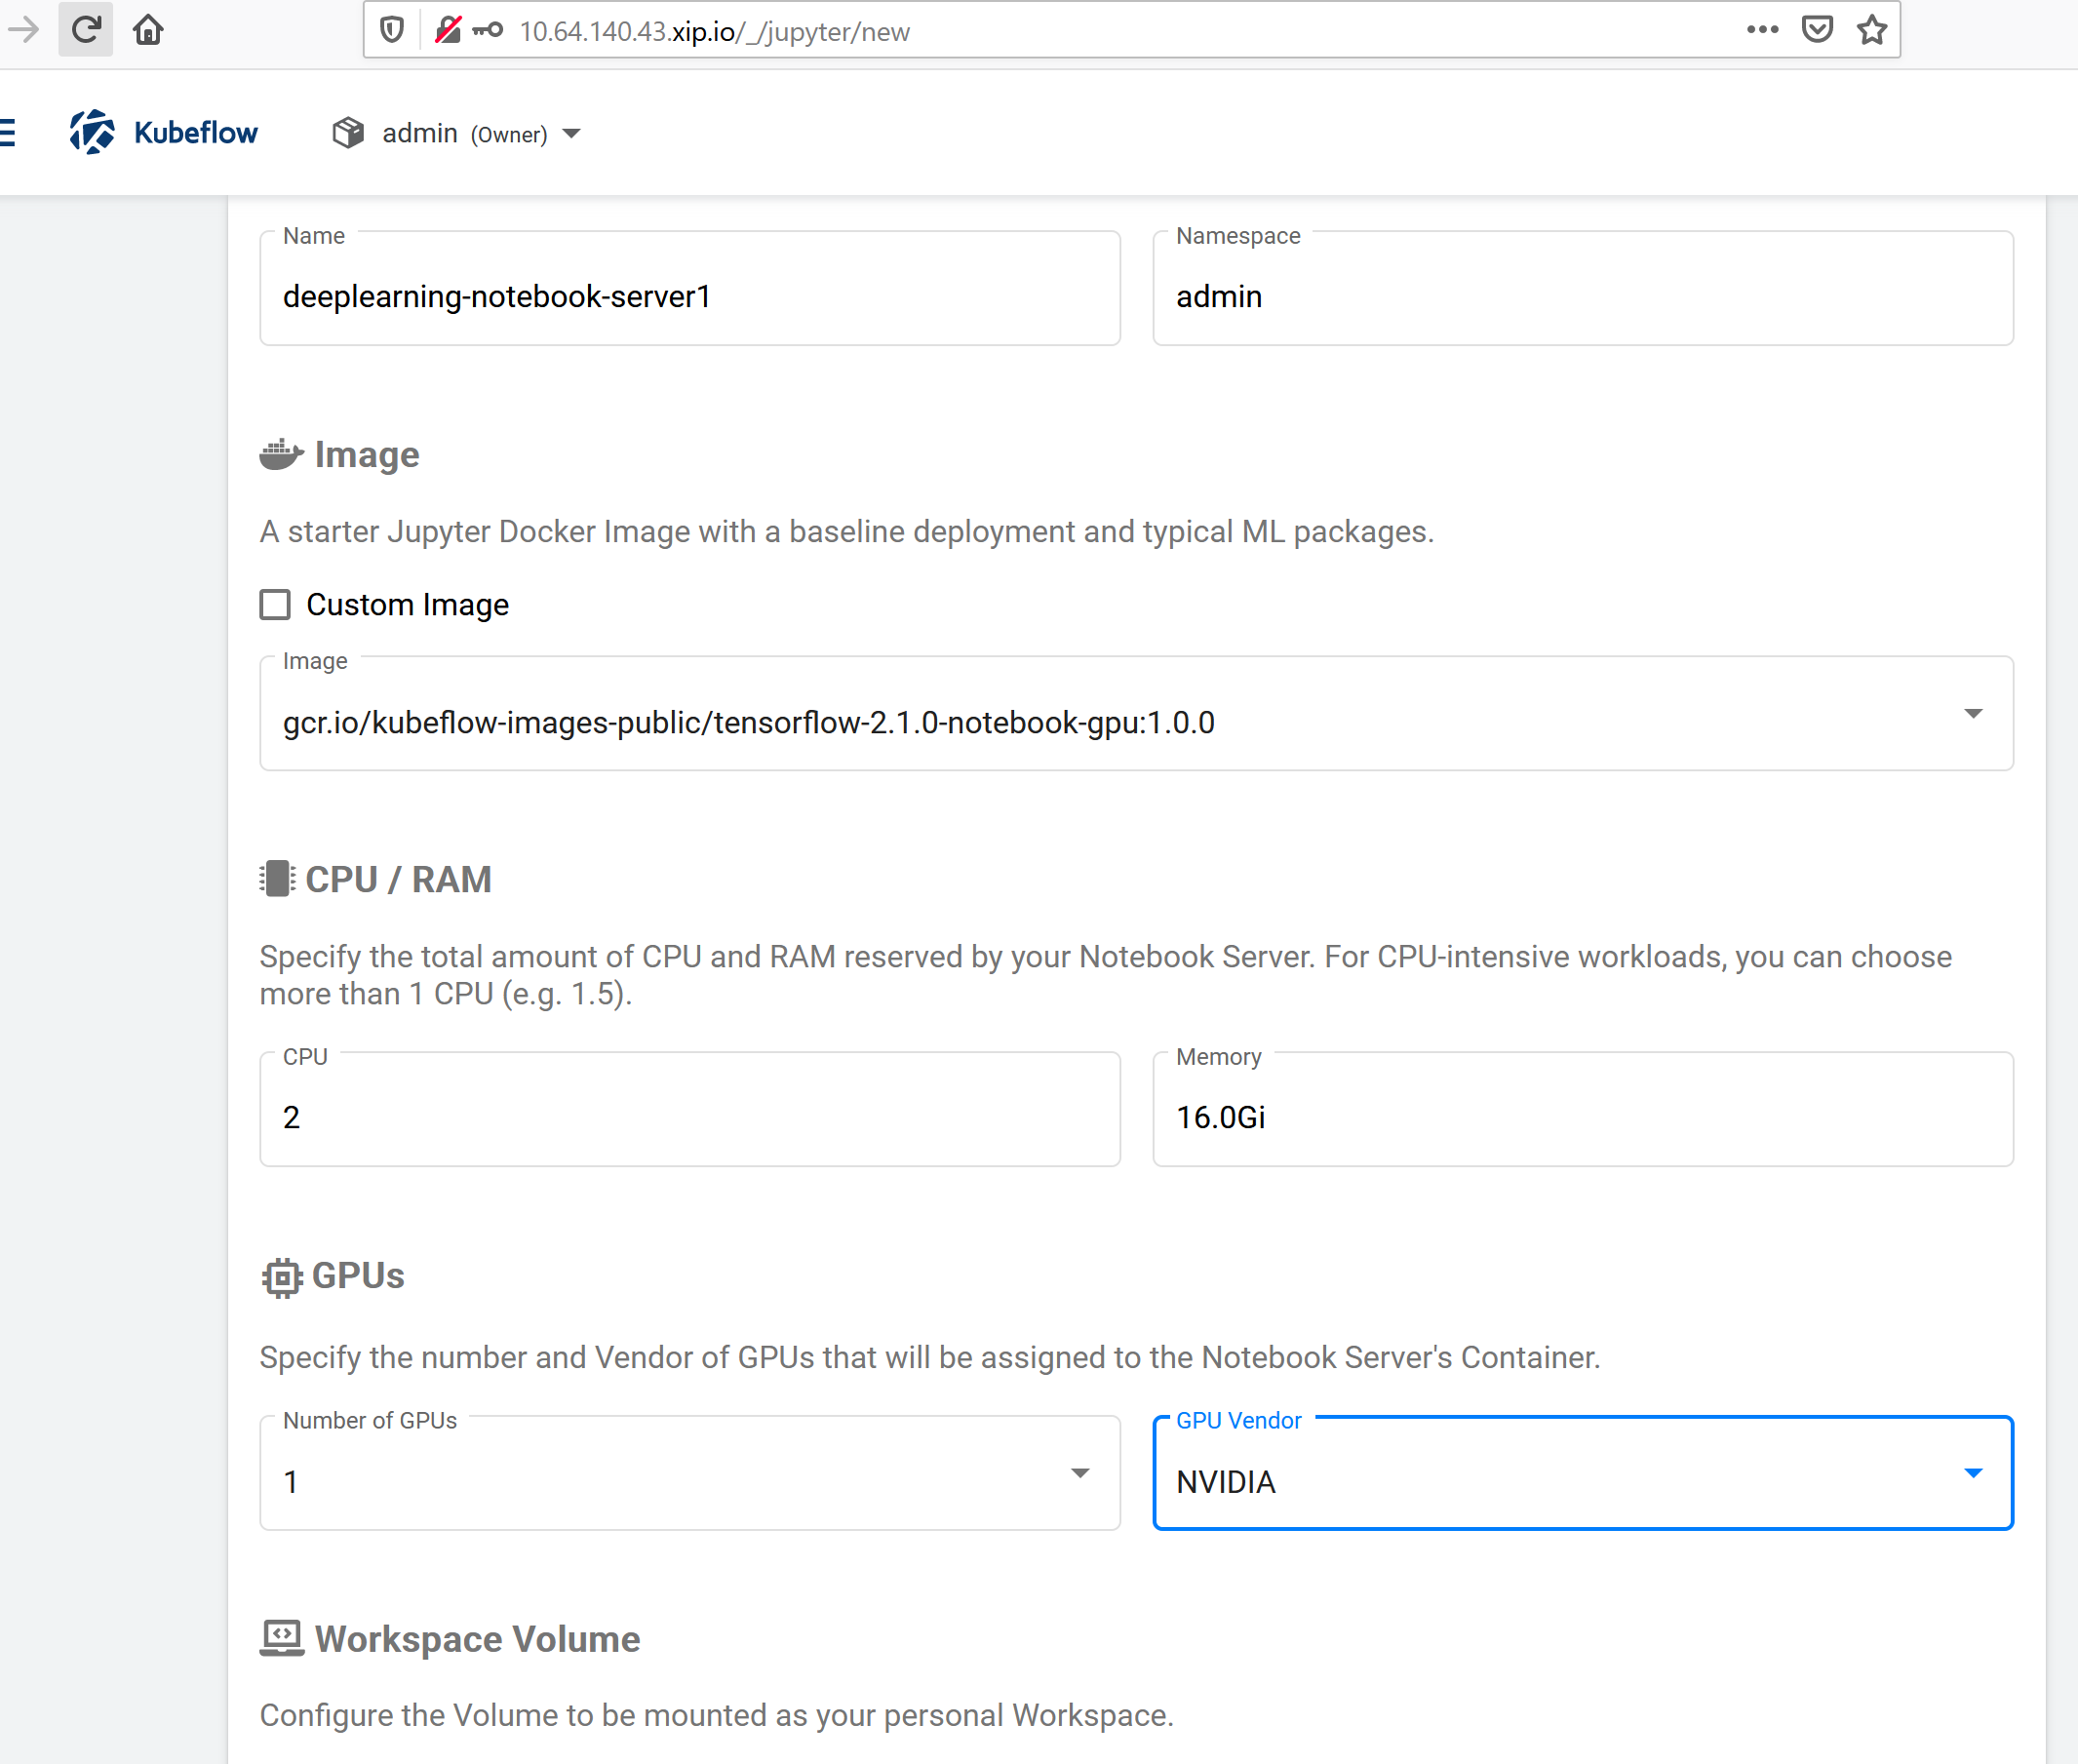 10.64.140.43.xip.io/_/jupyter/new
Kubeflow
admin (Owner)
Name
deeplearning-notebook-server1
Namespace
admin
Image
A starter Jupyter Docker Image with a baseline deployment and typical ML packages.
Custom Image
Image
gcr.io/kubeflow-images-public/tensorflow-2.1.0-notebook-gpu:1.0.0
CPU / RAM
Specify the total amount of CPU and RAM reserved by your Notebook Server. For CPU-intensive workloads, you can choose
more than 1 CPU (e.g. 1.5).
CPU
2
Memory
16.0Gi
GPUs
Specify the number and Vendor of GPUs that will be assigned to the Notebook Server's Container.
Number of GPUs
1
GPU Vendor
NVIDIA
Workspace Volume
Configure the Volume to be mounted as your personal Workspace.